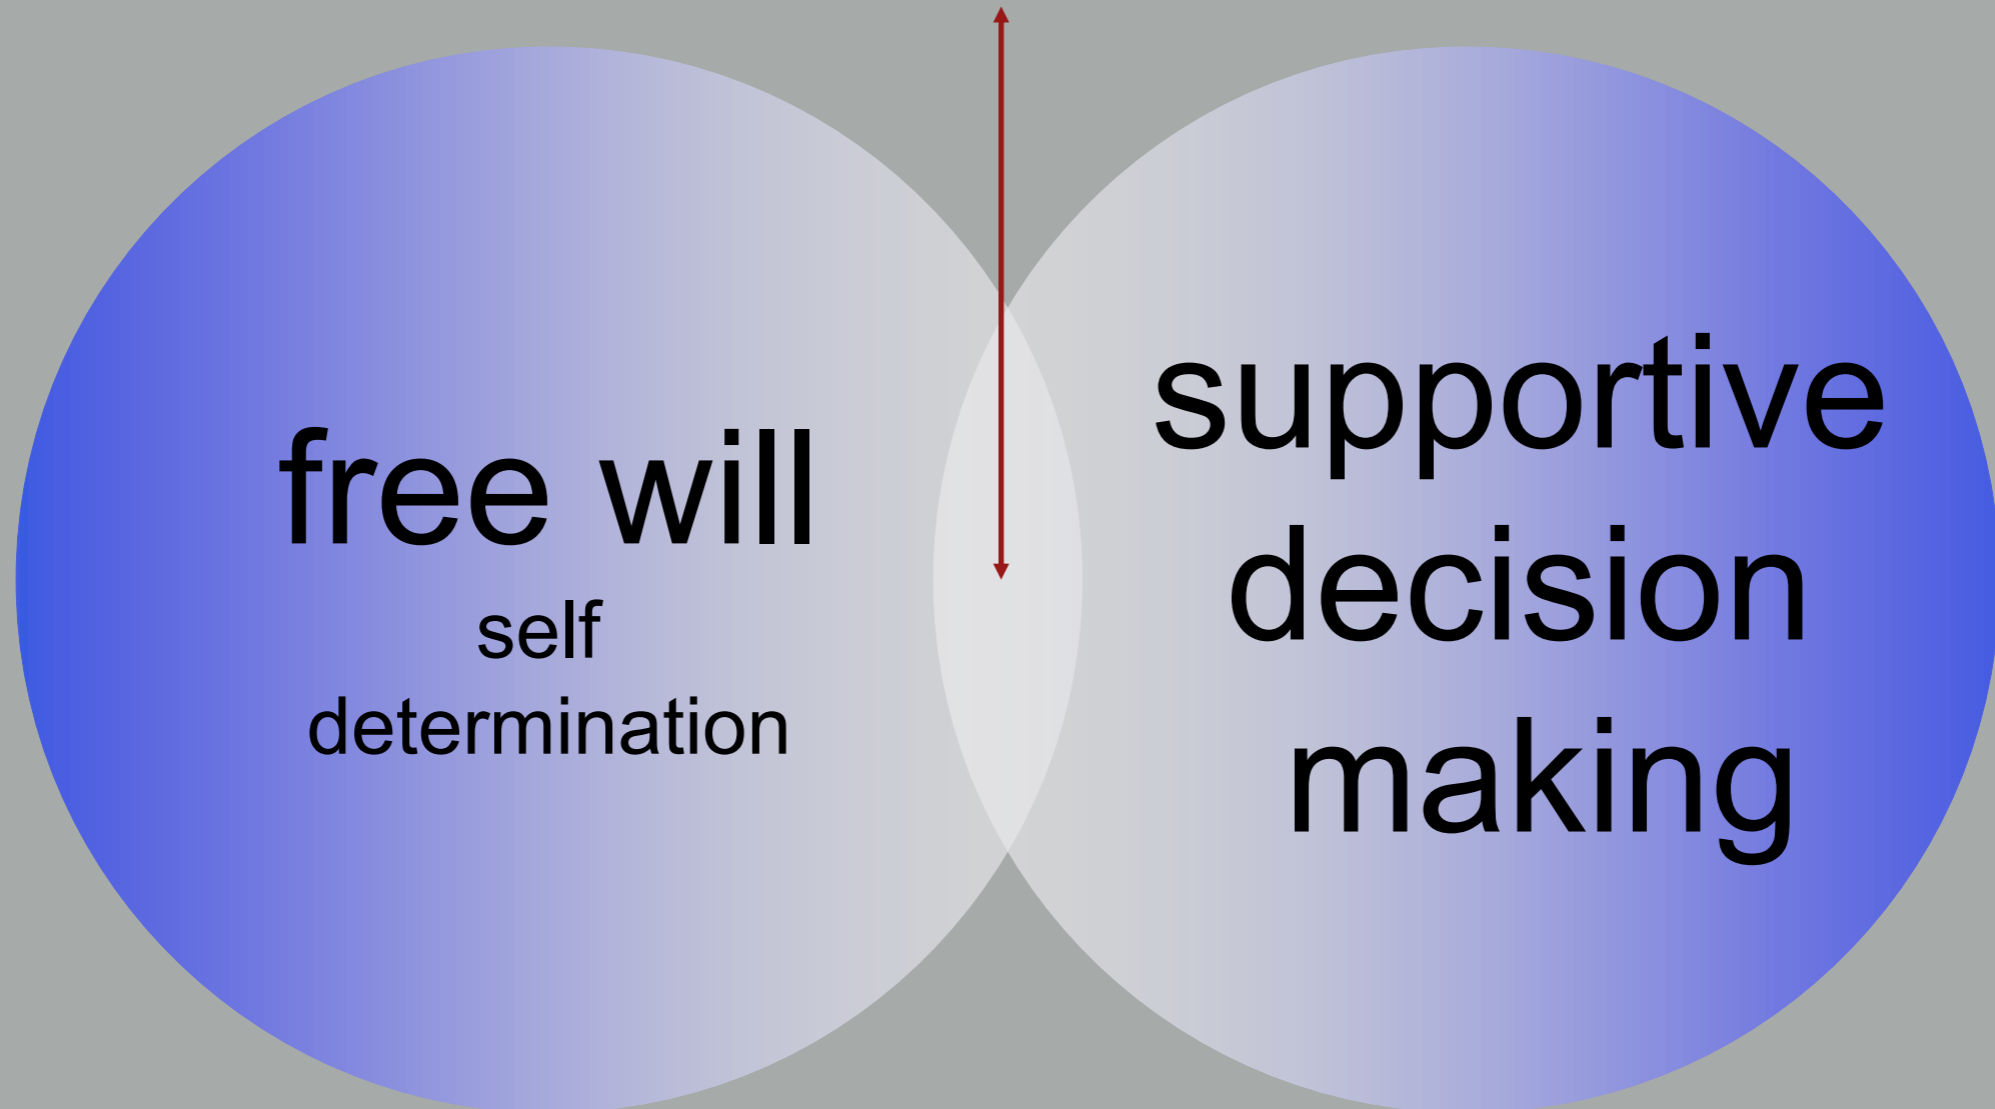 free will
self
determination
supportive
decision
making